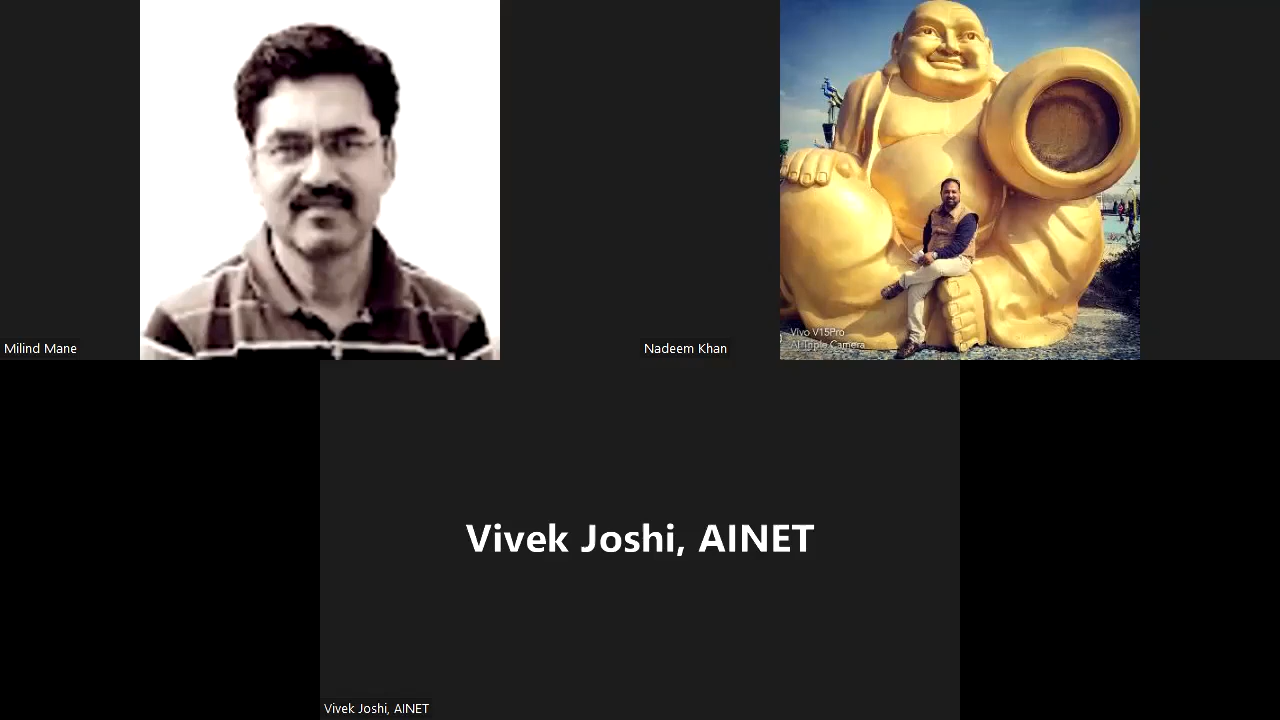 Milind Mane
Nadeem Khan
Vivo V15Pro
AI Triple Camera
Vivek Joshi, AINET
Vivek Joshi, AINET